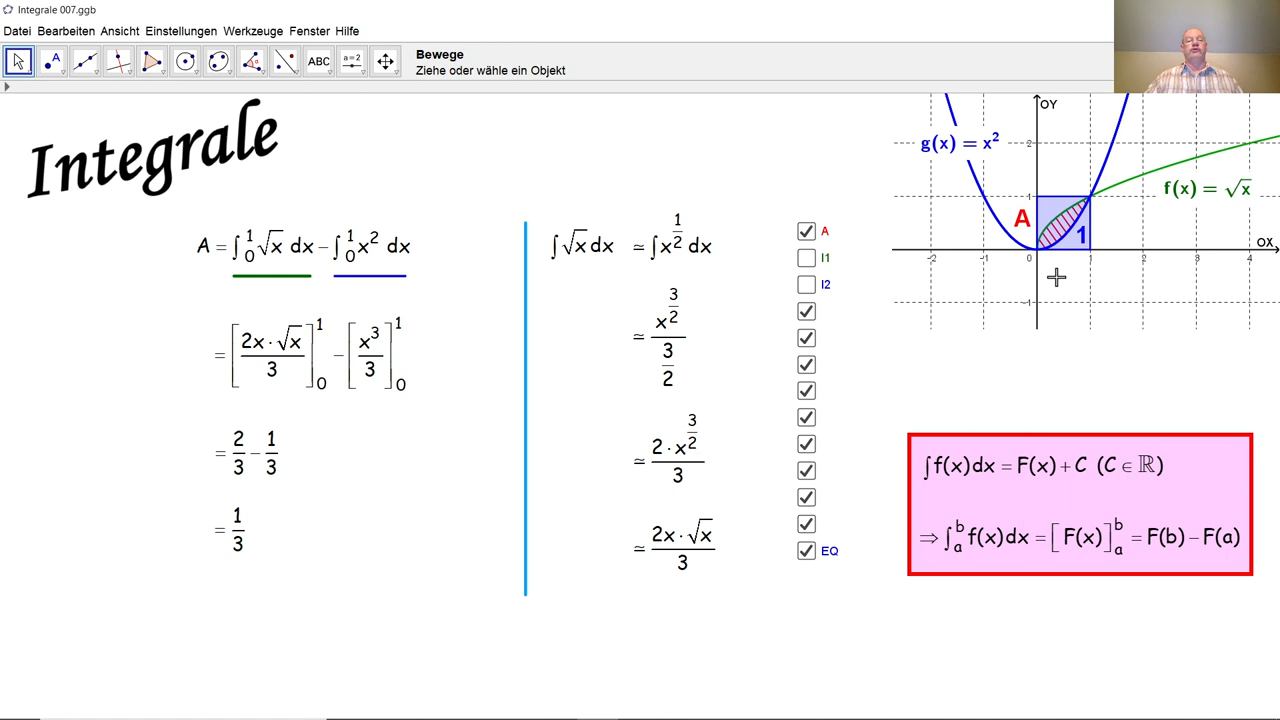 Integrale 007.ggb
Datei Bearbeiten Ansicht Einstellungen Werkzeuge Fenster Hilfe
A ABC a=2
Bewege
Ziehe oder wähle ein Objekt
Integrale
A = ∫₀¹ √x dx − ∫₀¹ x² dx
= [ 2x·√x / 3 ]₀¹ − [ x³ / 3 ]₀¹
= 2/3 − 1/3
= 1/3
∫ √x dx ≃ ∫ x^(1/2) dx
≃ x^(3/2) / (3/2)
≃ 2·x^(3/2) / 3
≃ 2x·√x / 3
A
I1
I2
EQ
OY
g(x) = x²
2
f(x) = √x
1
A
1
OX
−2 −1 0 1 2 3 4
−1
∫ f(x) dx = F(x) + C (C ∈ ℝ)
⇒ ∫ₐᵇ f(x) dx = [ F(x) ]ₐᵇ = F(b) − F(a)